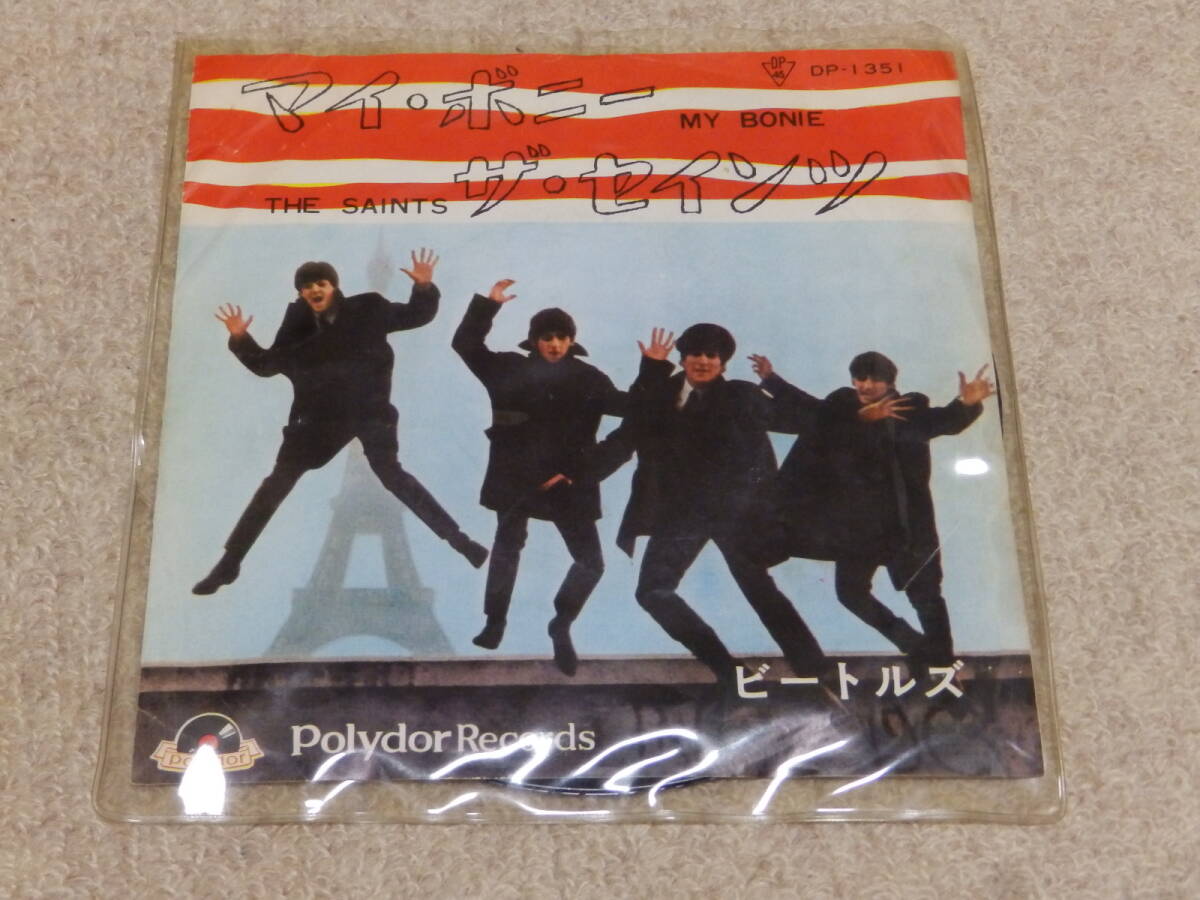 マイ・ボニー MY BONIE
DP 45 DP-1351
THE SAINTS ザ・セインツ
ビートルズ
Polydor
Polydor Records